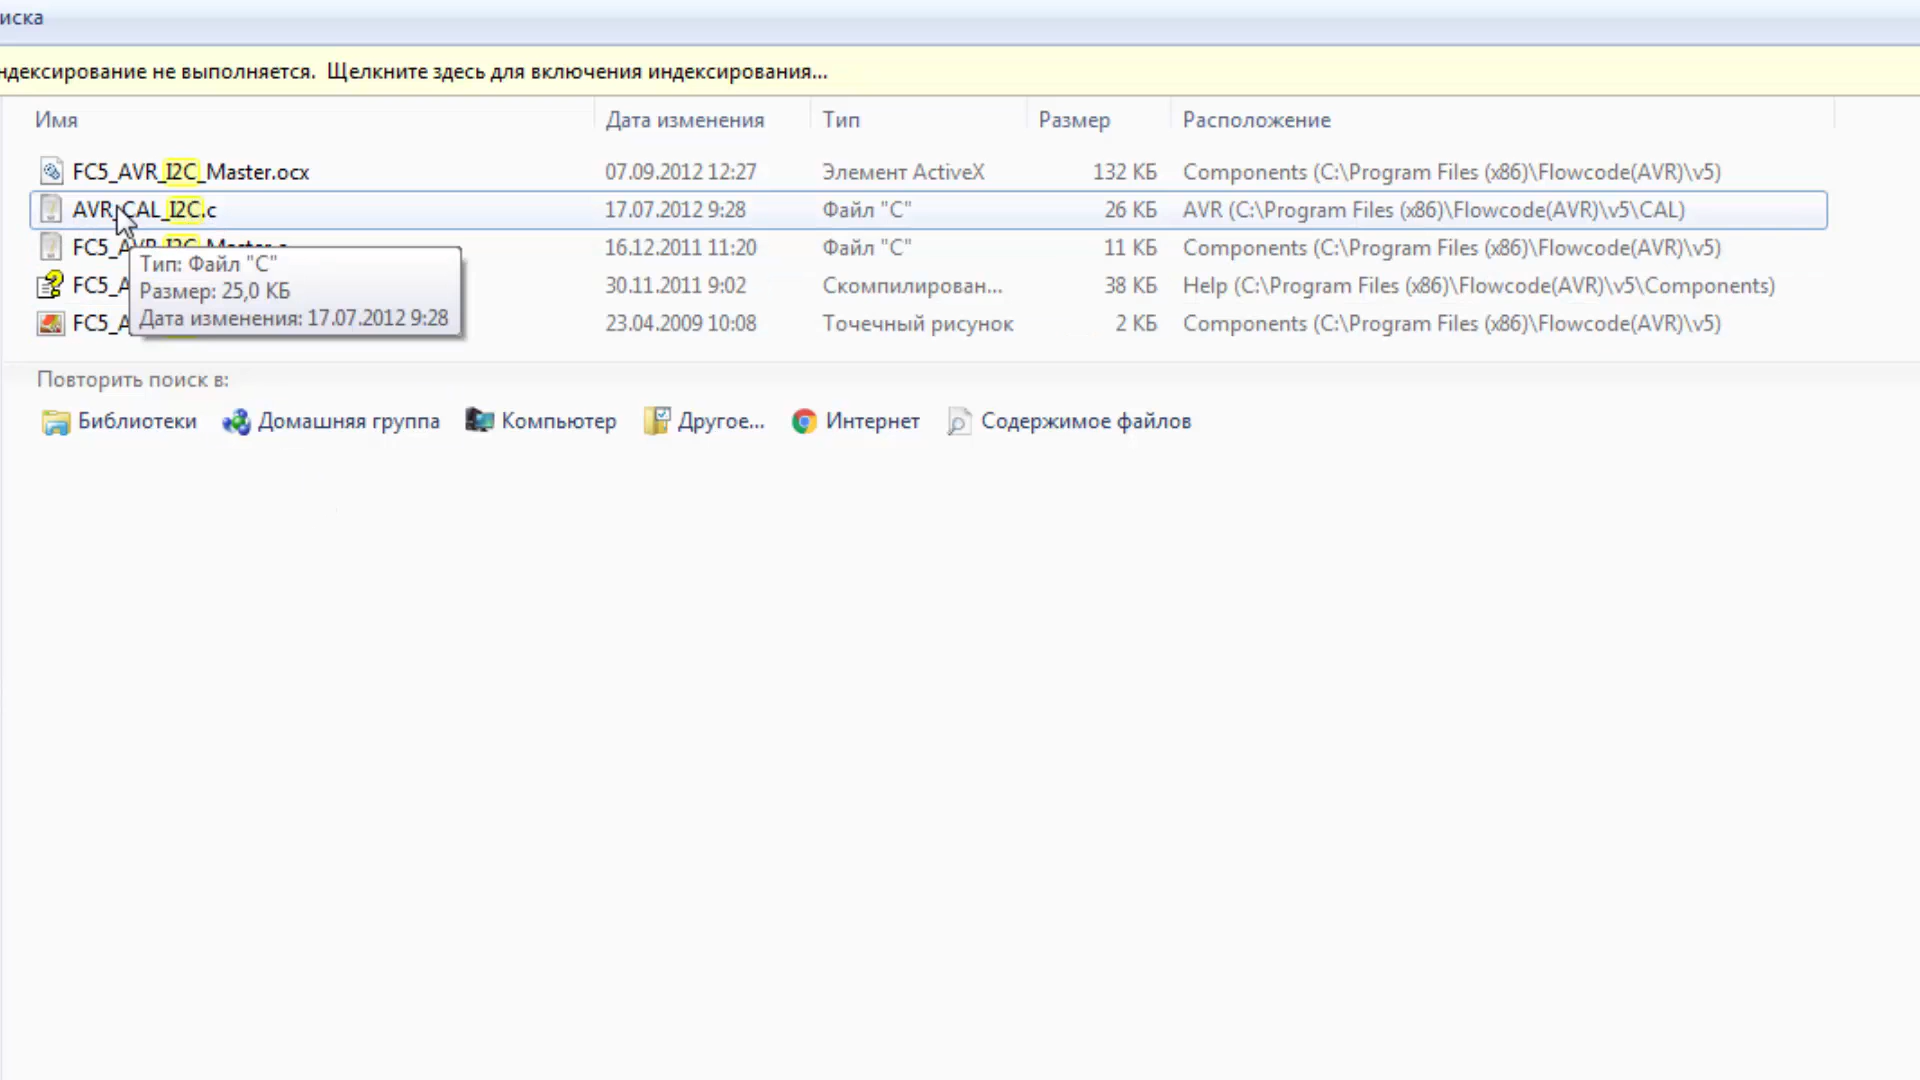 иска
ндексирование не выполняется. Щелкните здесь для включения индексирования...
Имя Дата изменения Тип Размер Расположение
FC5_AVR_I2C_Master.ocx 07.09.2012 12:27 Элемент ActiveX 132 КБ Components (C:\Program Files (x86)\Flowcode(AVR)\v5)
AVR_CAL_I2C.c 17.07.2012 9:28 Файл "C" 26 КБ AVR (C:\Program Files (x86)\Flowcode(AVR)\v5\CAL)
FC5_AVR_I2C_Master.c 16.12.2011 11:20 Файл "C" 11 КБ Components (C:\Program Files (x86)\Flowcode(AVR)\v5)
FC5_A 30.11.2011 9:02 Скомпилирован... 38 КБ Help (C:\Program Files (x86)\Flowcode(AVR)\v5\Components)
FC5_A 23.04.2009 10:08 Точечный рисунок 2 КБ Components (C:\Program Files (x86)\Flowcode(AVR)\v5)
Тип: Файл "C"
Размер: 25,0 КБ
Дата изменения: 17.07.2012 9:28
Повторить поиск в:
Библиотеки Домашняя группа Компьютер Другое... Интернет Содержимое файлов